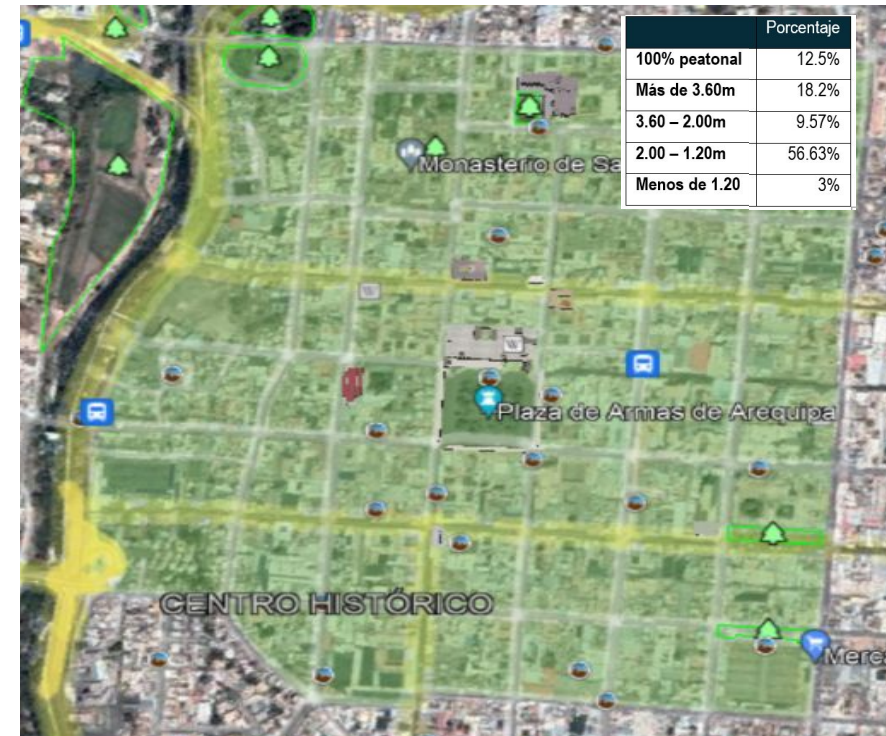 Porcentaje
100% peatonal 12.5%
Más de 3.60m 18.2%
3.60 – 2.00m 9.57%
2.00 – 1.20m 56.63%
Menos de 1.20 3%
Monasterio de Sa
Plaza de Armas de Arequipa
CENTRO HISTÓRICO
Merc